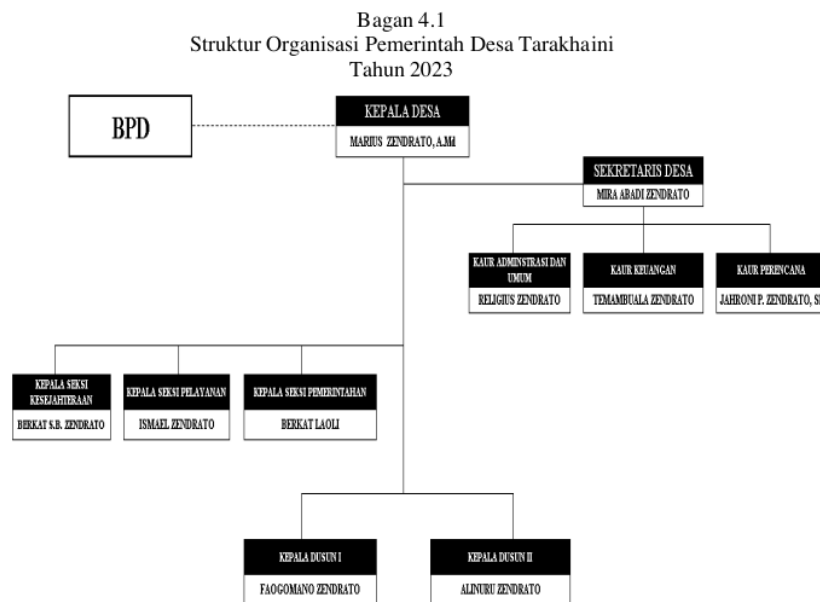 Bagan 4.1
Struktur Organisasi Pemerintah Desa Tarakhaini
Tahun 2023
BPD
KEPALA DESA
MARIUS ZENDRATO, A.Md
SEKRETARIS DESA
MIRA ABADI ZENDRATO
KAUR ADMINSTRASI DAN
UMUM
RELIGIUS ZENDRATO
KAUR KEUANGAN
TEMAMBUALA ZENDRATO
KAUR PERENCANA
JAHRONI P. ZENDRATO,
KEPALA SEKSI
KESEJAHTERAAN
BERKAT S.B. ZENDRATO
KEPALA SEKSI PELAYANAN
ISMAEL ZENDRATO
KEPALA SEKSI PEMERINTAHAN
BERKAT LAOLI
KEPALA DUSUN I
FAOGOMANO ZENDRATO
KEPALA DUSUN II
ALINURU ZENDRATO